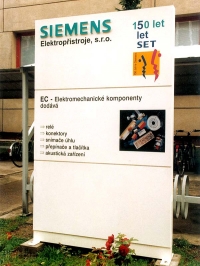 SIEMENS
Elektropřístroje, s.r.o.
150 let
let
SET
EC - Elektromechanické komponenty
dodává
relé
konektory
snímače úhlu
přepínače a tlačítka
akustická zařízení